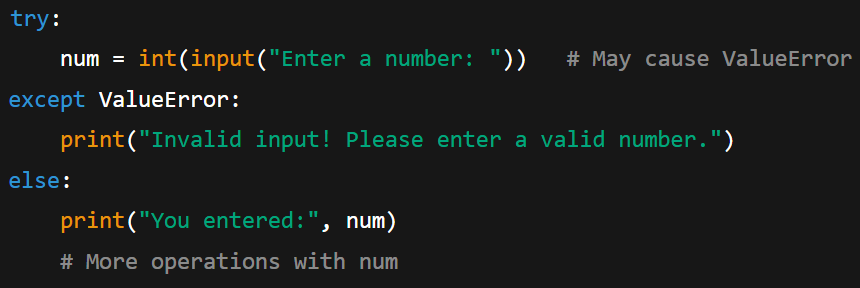 try:
    num = int(input("Enter a number: "))   # May cause ValueError
except ValueError:
    print("Invalid input! Please enter a valid number.")
else:
    print("You entered:", num)
    # More operations with num